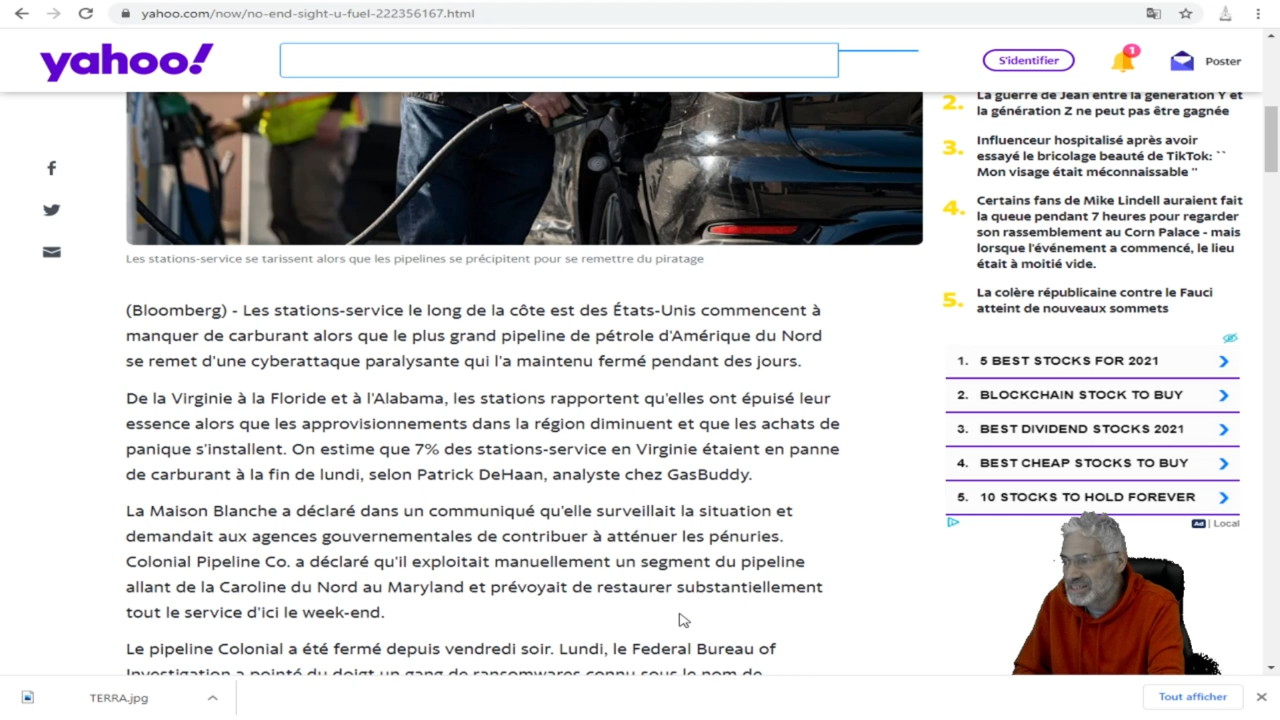 yahoo.com/now/no-end-sight-u-fuel-222356167.html
yahoo!
S'identifier
1
Poster
2. La guerre de Jean entre la génération Y et
la génération Z ne peut pas être gagnée
3. Influenceur hospitalisé après avoir
essayé le bricolage beauté de TikTok: ``
Mon visage était méconnaissable ''
4. Certains fans de Mike Lindell auraient fait
la queue pendant 7 heures pour regarder
son rassemblement au Corn Palace - mais
lorsque l'événement a commencé, le lieu
était à moitié vide.
5. La colère républicaine contre le Fauci
atteint de nouveaux sommets
1. 5 BEST STOCKS FOR 2021
2. BLOCKCHAIN STOCK TO BUY
3. BEST DIVIDEND STOCKS 2021
4. BEST CHEAP STOCKS TO BUY
5. 10 STOCKS TO HOLD FOREVER
Ad | Local
Les stations-service se tarissent alors que les pipelines se précipitent pour se remettre du piratage
(Bloomberg) - Les stations-service le long de la côte est des États-Unis commencent à
manquer de carburant alors que le plus grand pipeline de pétrole d'Amérique du Nord
se remet d'une cyberattaque paralysante qui l'a maintenu fermé pendant des jours.
De la Virginie à la Floride et à l'Alabama, les stations rapportent qu'elles ont épuisé leur
essence alors que les approvisionnements dans la région diminuent et que les achats de
panique s'installent. On estime que 7% des stations-service en Virginie étaient en panne
de carburant à la fin de lundi, selon Patrick DeHaan, analyste chez GasBuddy.
La Maison Blanche a déclaré dans un communiqué qu'elle surveillait la situation et
demandait aux agences gouvernementales de contribuer à atténuer les pénuries.
Colonial Pipeline Co. a déclaré qu'il exploitait manuellement un segment du pipeline
allant de la Caroline du Nord au Maryland et prévoyait de restaurer substantiellement
tout le service d'ici le week-end.
Le pipeline Colonial a été fermé depuis vendredi soir. Lundi, le Federal Bureau of
Investigation a pointé du doigt un gang de ransomwares connu sous le nom de
TERRA.jpg
Tout afficher